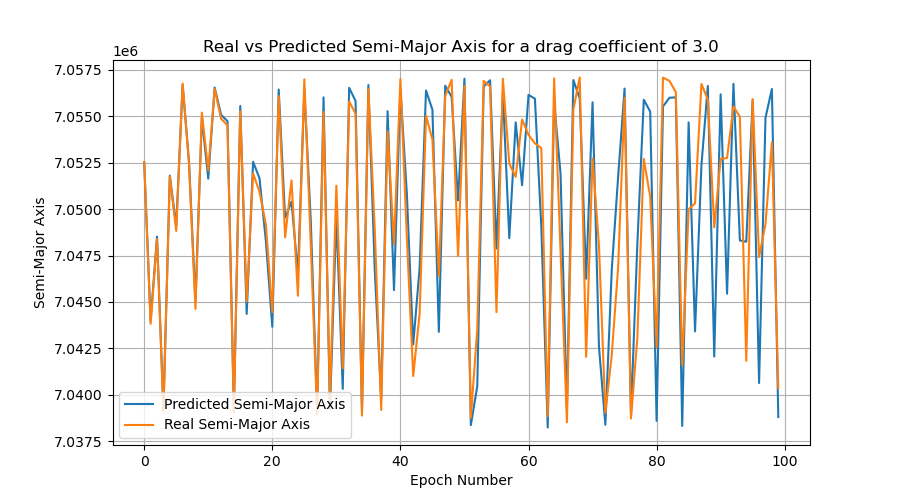 Real vs Predicted Semi-Major Axis for a drag coefficient of 3.0
1e6
7.0575
7.0550
7.0525
7.0500
7.0475
7.0450
7.0425
7.0400
7.0375
Semi-Major Axis
Predicted Semi-Major Axis
Real Semi-Major Axis
0 20 40 60 80 100
Epoch Number